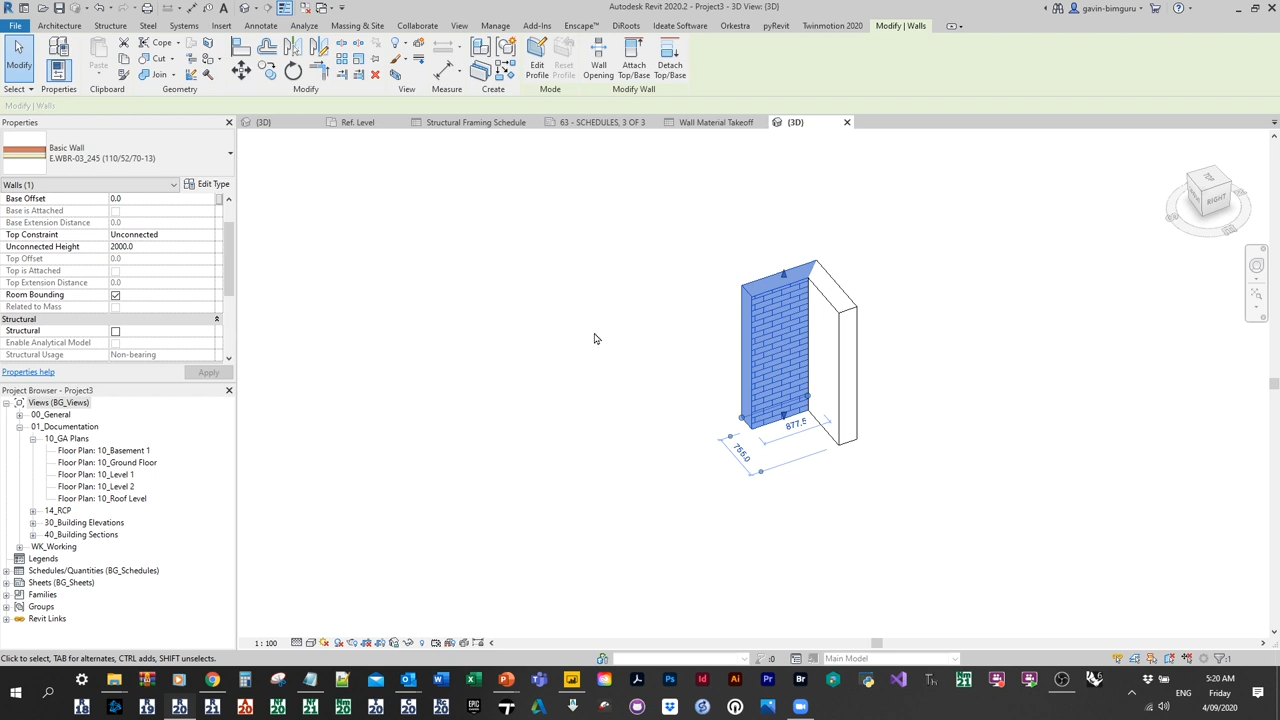 Autodesk Revit 2020.2 - Project3 - 3D View: {3D}
gavin-bimguru
File
Architecture
Structure
Steel
Systems
Insert
Annotate
Analyze
Massing & Site
Collaborate
View
Manage
Add-Ins
Enscape™
DiRoots
Ideate Software
Orkestra
pyRevit
Twinmotion 2020
Modify | Walls
Cope
Cut
Join
Paste
Modify
Edit Profile
Reset Profile
Wall Opening
Attach Top/Base
Detach Top/Base
Select
Properties
Clipboard
Geometry
Modify
View
Measure
Create
Mode
Modify Wall
Modify | Walls
Properties
{3D}
Ref. Level
Structural Framing Schedule
63 - SCHEDULES, 3 OF 3
Wall Material Takeoff
{3D}
Basic Wall
E.WBR-03_245 (110/52/70-13)
Walls (1)
Edit Type
Base Offset 0.0
Base is Attached
Base Extension Distance 0.0
Top Constraint Unconnected
Unconnected Height 2000.0
Top Offset 0.0
Top is Attached
Top Extension Distance 0.0
Room Bounding
Related to Mass
Structural
Structural
Enable Analytical Model
Structural Usage Non-bearing
Properties help
Apply
Project Browser - Project3
Views (BG_Views)
00_General
01_Documentation
10_GA Plans
Floor Plan: 10_Basement 1
Floor Plan: 10_Ground Floor
Floor Plan: 10_Level 1
Floor Plan: 10_Level 2
Floor Plan: 10_Roof Level
14_RCP
30_Building Elevations
40_Building Sections
WK_Working
Legends
Schedules/Quantities (BG_Schedules)
Sheets (BG_Sheets)
Families
Groups
Revit Links
TOP
RIGHT
877.5
755.0
1 : 100
Click to select, TAB for alternates, CTRL adds, SHIFT unselects.
:0
Main Model
:1
5:20 AM
ENG
Friday
4/09/2020